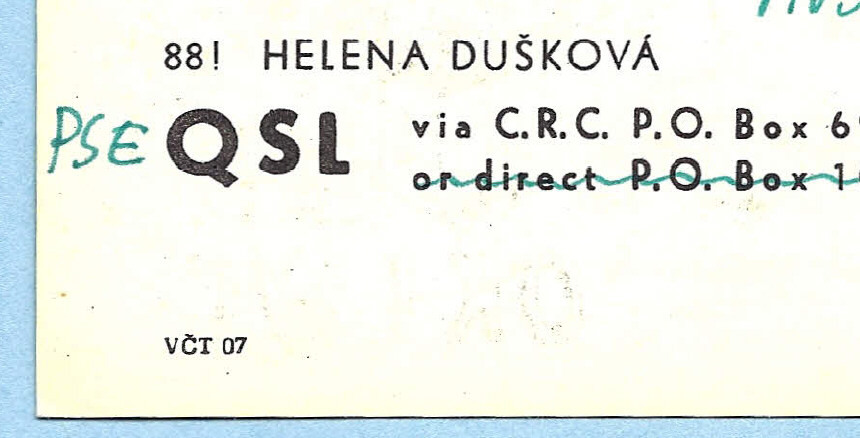 88! HELENA DUŠKOVÁ
PSE QSL via C.R.C. P.O. Box
or direct P.O. Box
VČT 07